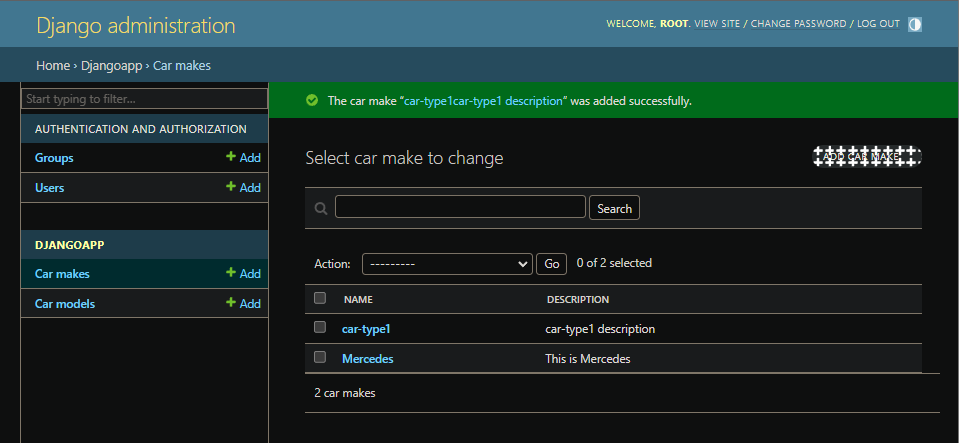 Django administration
WELCOME, ROOT. VIEW SITE / CHANGE PASSWORD / LOG OUT
Home › Djangoapp › Car makes
Start typing to filter...
AUTHENTICATION AND AUTHORIZATION
Groups + Add
Users + Add
DJANGOAPP
Car makes + Add
Car models + Add
The car make “car-type1car-type1 description” was added successfully.
Select car make to change
ADD CAR MAKE
Search
Action: --------- Go 0 of 2 selected
NAME DESCRIPTION
car-type1 car-type1 description
Mercedes This is Mercedes
2 car makes